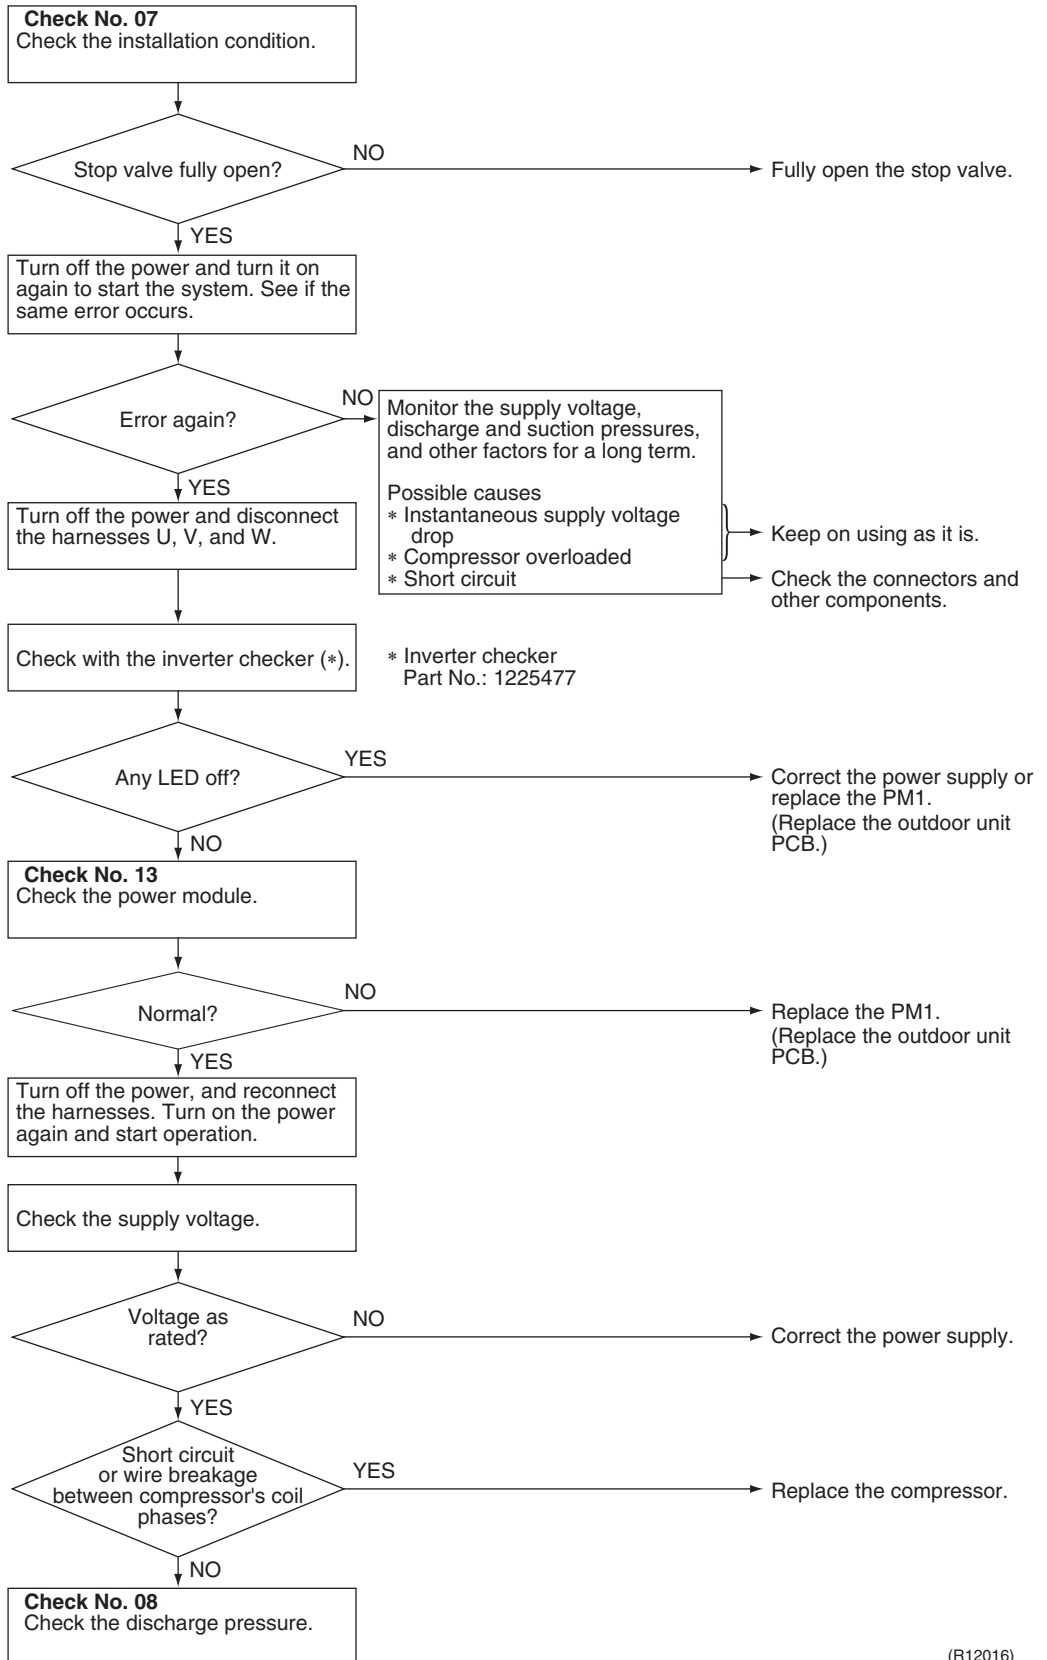 Check No. 07
Check the installation condition.
Stop valve fully open?
NO
Fully open the stop valve.
YES
Turn off the power and turn it on
again to start the system. See if the
same error occurs.
Error again?
NO
Monitor the supply voltage,
discharge and suction pressures,
and other factors for a long term.
Possible causes
* Instantaneous supply voltage
drop
* Compressor overloaded
* Short circuit
Keep on using as it is.
Check the connectors and
other components.
YES
Turn off the power and disconnect
the harnesses U, V, and W.
Check with the inverter checker (*).
* Inverter checker
Part No.: 1225477
Any LED off?
YES
Correct the power supply or
replace the PM1.
(Replace the outdoor unit
PCB.)
NO
Check No. 13
Check the power module.
Normal?
NO
Replace the PM1.
(Replace the outdoor unit
PCB.)
YES
Turn off the power, and reconnect
the harnesses. Turn on the power
again and start operation.
Check the supply voltage.
Voltage as
rated?
NO
Correct the power supply.
YES
Short circuit
or wire breakage
between compressor's coil
phases?
YES
Replace the compressor.
NO
Check No. 08
Check the discharge pressure.
(R12016)